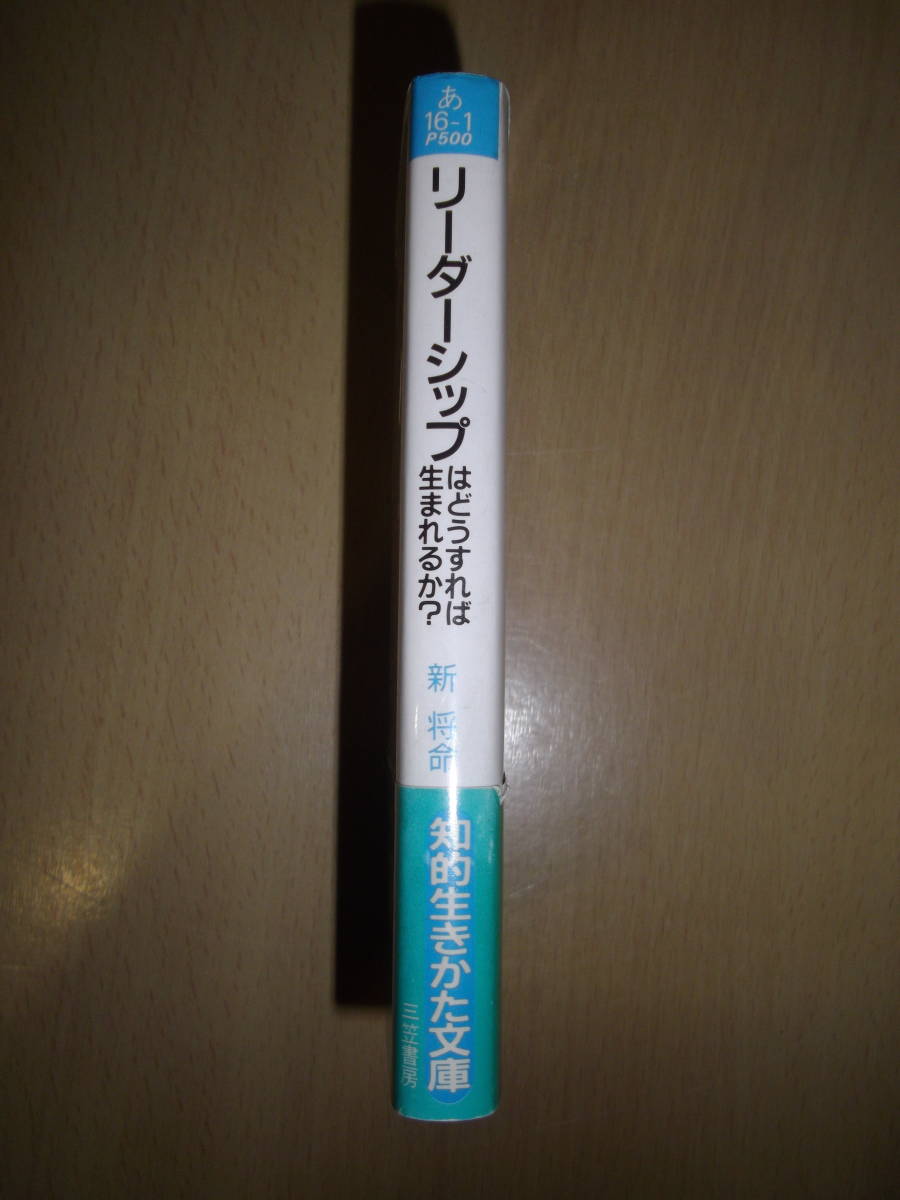 あ
16-1
P500
リーダーシップ
はどうすれば
生まれるか?
新 将命
知的生きかた文庫
三笠書房